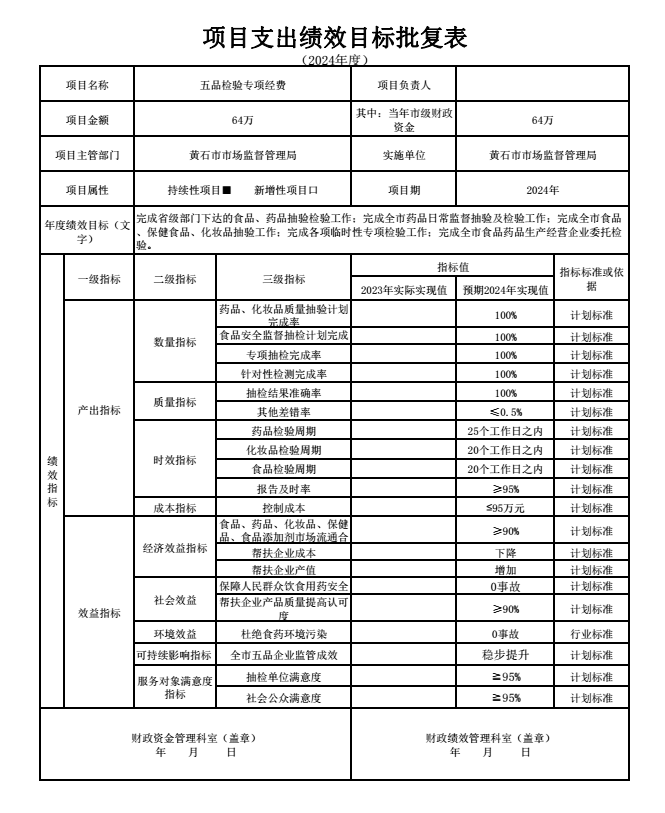 项目支出绩效目标批复表
（2024年度）
项目名称 五品检验专项经费 项目负责人
项目金额 64万 其中：当年市级财政
资金 64万
项目主管部门 黄石市市场监督管理局 实施单位 黄石市市场监督管理局
项目属性 持续性项目■ 新增性项目口 项目期 2024年
年度绩效目标（文
字）
完成省级部门下达的食品、药品抽验检验工作；完成全市药品日常监督抽验及检验工作；完成全市食品
、保健食品、化妆品抽验工作；完成各项临时性专项检验工作；完成全市食品药品生产经营企业委托检
验。
绩
效
指
标
一级指标 二级指标 三级指标 指标值 指标标准或依
据
2023年实际实现值 预期2024年实现值
产出指标 数量指标 药品、化妆品质量抽验计划
完成率 100% 计划标准
食品安全监督抽检计划完成 100% 计划标准
专项抽检完成率 100% 计划标准
针对性检测完成率 100% 计划标准
质量指标 抽检结果准确率 100% 计划标准
其他差错率 ≤0.5% 计划标准
时效指标 药品检验周期 25个工作日之内 计划标准
化妆品检验周期 20个工作日之内 计划标准
食品检验周期 20个工作日之内 计划标准
报告及时率 ≥95% 计划标准
成本指标 控制成本 ≤95万元 计划标准
效益指标 经济效益指标 食品、药品、化妆品、保健
品、食品添加剂市场流通合 ≥90% 计划标准
帮扶企业成本 下降 计划标准
帮扶企业产值 增加 计划标准
社会效益 保障人民群众饮食用药安全 0事故 计划标准
帮扶企业产品质量提高认可
度 ≥90% 计划标准
环境效益 杜绝食药环境污染 0事故 行业标准
可持续影响指标 全市五品企业监管成效 稳步提升 计划标准
服务对象满意度
指标 抽检单位满意度 ≧95% 计划标准
社会公众满意度 ≧95% 计划标准
财政资金管理科室（盖章）
年 月 日
财政绩效管理科室（盖章）
年 月 日